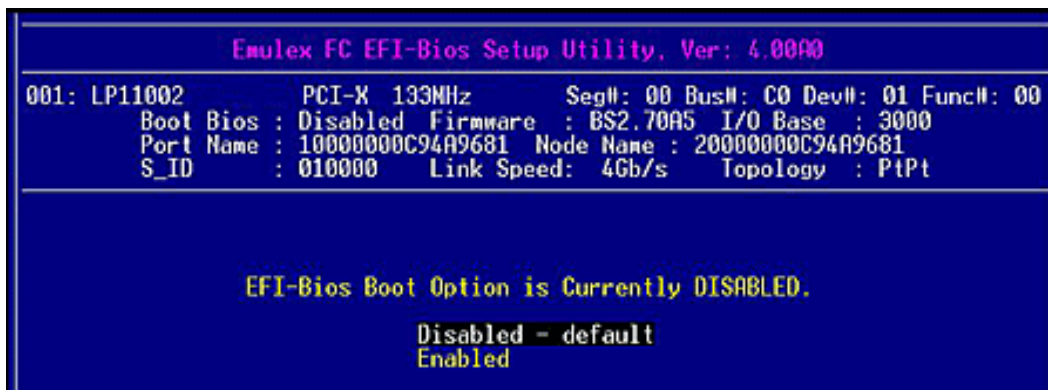 Emulex FC EFI-Bios Setup Utility, Ver: 4.00A0
001: LP11002 PCI-X 133MHz Seg#: 00 Bus#: C0 Dev#: 01 Func#: 00
Boot Bios : Disabled Firmware : BS2.70A5 I/O Base : 3000
Port Name : 10000000C94A9681 Node Name : 20000000C94A9681
S_ID : 010000 Link Speed: 4Gb/s Topology : PtPt
EFI-Bios Boot Option is Currently DISABLED.
Disabled - default
Enabled